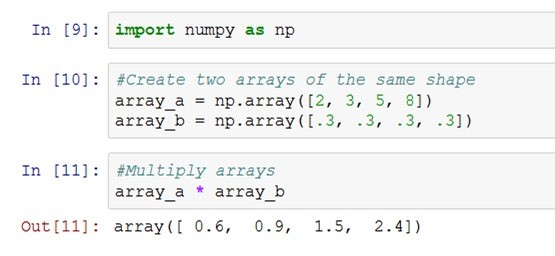 In [9]: import numpy as np
In [10]: #Create two arrays of the same shape
array_a = np.array([2, 3, 5, 8])
array_b = np.array([.3, .3, .3, .3])
In [11]: #Multiply arrays
array_a * array_b
Out[11]: array([ 0.6,  0.9,  1.5,  2.4])